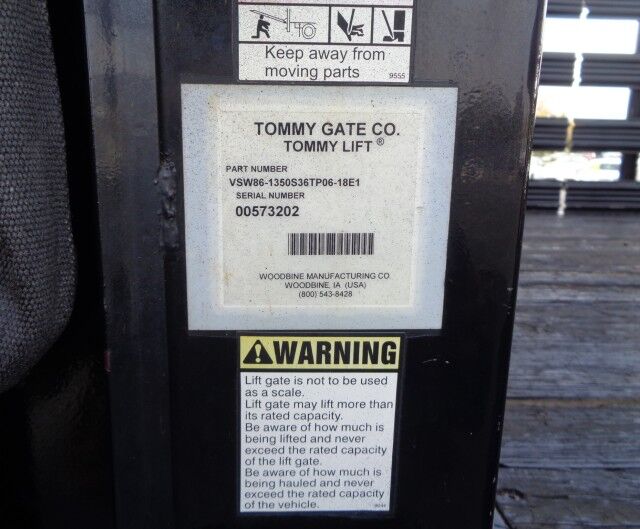 Keep away from
moving parts
9555
TOMMY GATE CO.
TOMMY LIFT®
PART NUMBER
VSW86-1350S36TP06-18E1
SERIAL NUMBER
00573202
WOODBINE MANUFACTURING CO.
WOODBINE, IA (USA)
(800) 543-8428
WARNING
Lift gate is not to be used
as a scale.
Lift gate may lift more than
its rated capacity.
Be aware of how much is
being lifted and never
exceed the rated capacity
of the lift gate.
Be aware of how much is
being hauled and never
exceed the rated capacity
of the vehicle.